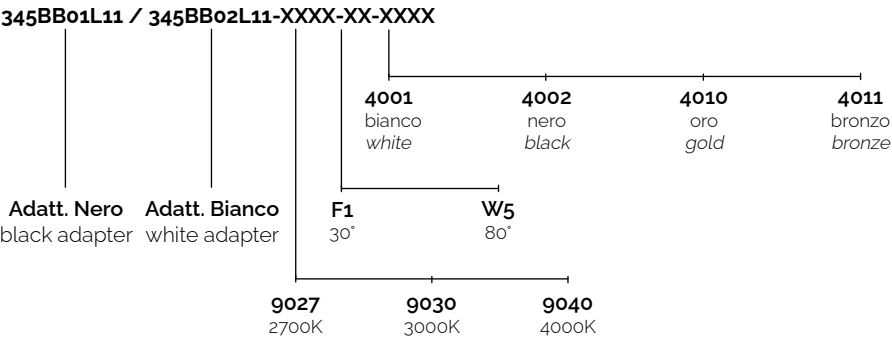 345BB01L11 / 345BB02L11-XXXX-XX-XXXX
4001 4002 4010 4011
bianco nero oro bronzo
white black gold bronze
Adatt. Nero Adatt. Bianco F1 W5
black adapter white adapter 30° 80°
9027 9030 9040
2700K 3000K 4000K